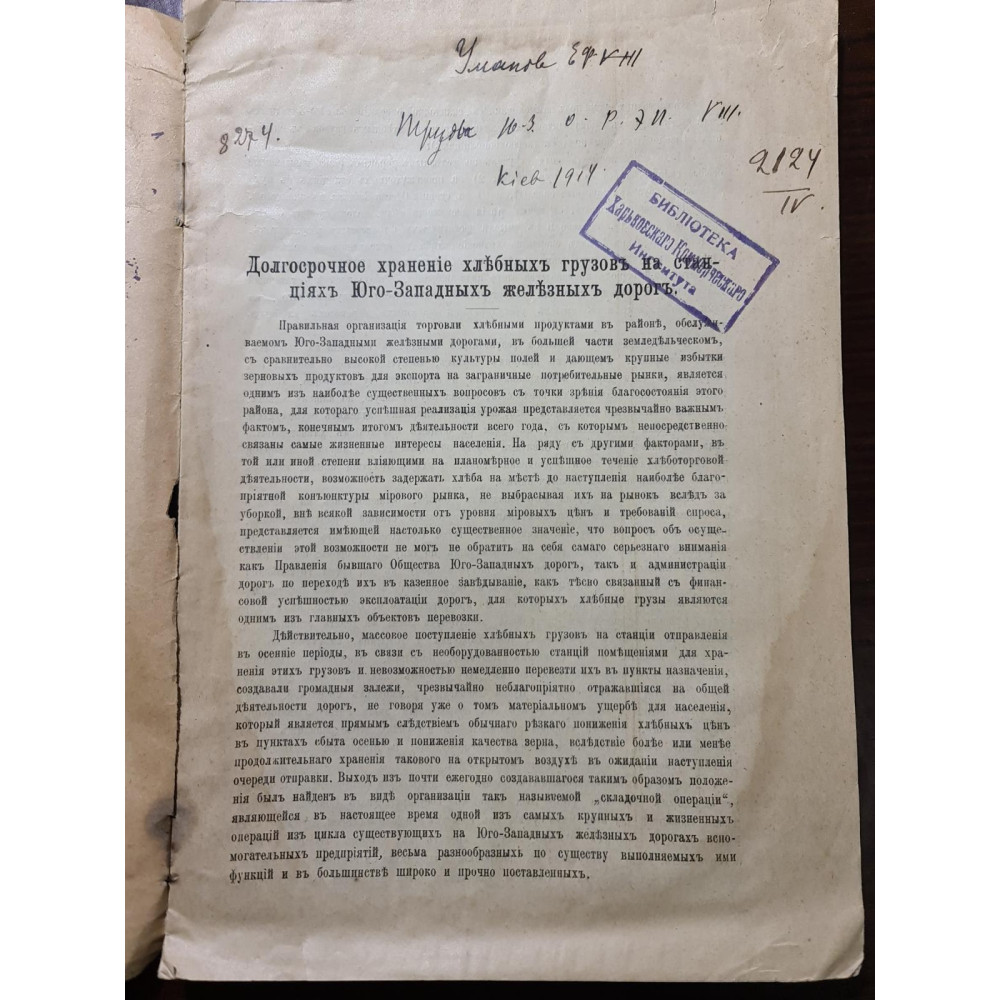 8274.
Труды Ю-З. о. р. э п. VIII.
Кіев 1914.
2124
IV.
БИБЛІОТЕКА
Харьковскаго Коммерческаго
Института
Долгосрочное храненіе хлѣбныхъ грузовъ на стан-
ціяхъ Юго-Западныхъ желѣзныхъ дорогъ.
Правильная организація торговли хлѣбными продуктами въ районѣ, обслужи-
ваемомъ Юго-Западными желѣзными дорогами, въ большей части земледѣльческомъ,
съ сравнительно высокой степенью культуры полей и дающемъ крупные избытки
зерновыхъ продуктовъ для экспорта на заграничные потребительные рынки, является
однимъ изъ наиболѣе существенныхъ вопросовъ съ точки зрѣнія благосостоянія этого
района, для котораго успѣшная реализація урожая представляется чрезвычайно важнымъ
фактомъ, конечнымъ итогомъ дѣятельности всего года, съ которымъ непосредственно
связаны самые жизненные интересы населенія. На ряду съ другими факторами, въ
той или иной степени вліяющими на планомѣрное и успѣшное теченіе хлѣботорговой
дѣятельности, возможность задержать хлѣба на мѣстѣ до наступленія наиболѣе благо-
пріятной конъюнктуры мірового рынка, не выбрасывая ихъ на рынокъ вслѣдъ за
уборкой, внѣ всякой зависимости отъ уровня міровыхъ цѣнъ и требованій спроса,
представляется имѣющей настолько существенное значеніе, что вопросъ объ осуще-
ствленіи этой возможности не могъ не обратить на себя самаго серьезнаго вниманія
какъ Правленія бывшаго Общества Юго-Западныхъ дорогъ, такъ и администраціи
дорогъ по переходѣ ихъ въ казенное завѣдываніе, какъ тѣсно связанный съ финан-
совой успѣшностью эксплоатаціи дорогъ, для которыхъ хлѣбные грузы являются
однимъ изъ главныхъ объектовъ перевозки.
Дѣйствительно, массовое поступленіе хлѣбныхъ грузовъ на станціи отправленія
въ осенніе періоды, въ связи съ необорудованностью станцій помѣщеніями для хра-
ненія этихъ грузовъ и невозможностью немедленно перевезти ихъ въ пункты назначенія,
создавали громадныя залежи, чрезвычайно неблагопріятно отражавшіяся на общей
дѣятельности дорогъ, не говоря уже о томъ матеріальномъ ущербѣ для населенія,
который является прямымъ слѣдствіемъ обычнаго рѣзкаго пониженія хлѣбныхъ цѣнъ
въ пунктахъ сбыта осенью и пониженія качества зерна, вслѣдствіе болѣе или менѣе
продолжительнаго храненія такового на открытомъ воздухѣ въ ожиданіи наступленія
очереди отправки. Выходъ изъ почти ежегодно создававшагося такимъ образомъ положе-
нія былъ найденъ въ видѣ организаціи такъ называемой „складочной операціи“,
являющейся въ настоящее время одной изъ самыхъ крупныхъ и жизненныхъ
операцій изъ цикла существующихъ на Юго-Западныхъ желѣзныхъ дорогахъ вспо-
могательныхъ предпріятій, весьма разнообразныхъ по существу выполняемыхъ ими
функцій и въ большинствѣ широко и прочно поставленныхъ.